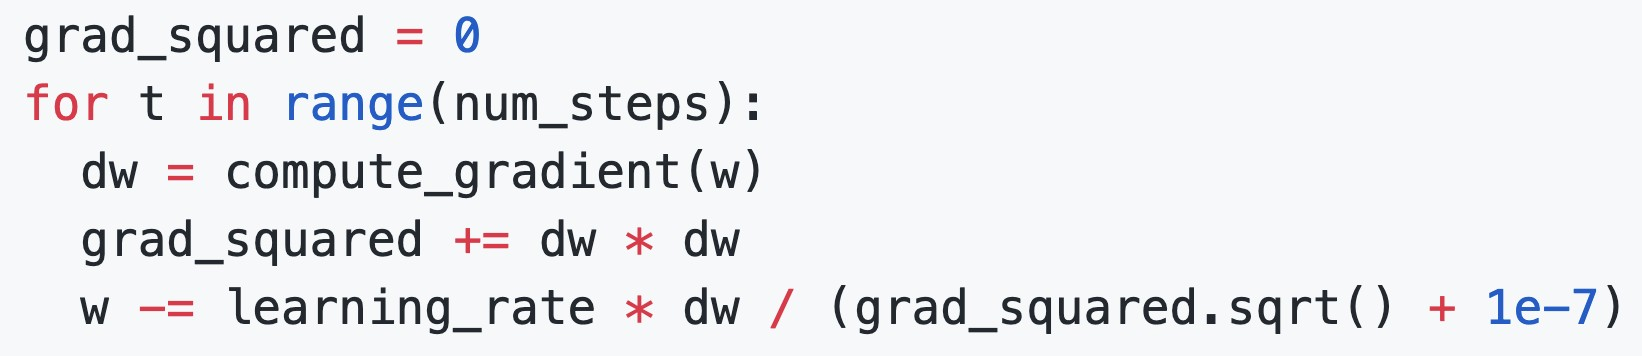 grad_squared = 0
for t in range(num_steps):
  dw = compute_gradient(w)
  grad_squared += dw * dw
  w -= learning_rate * dw / (grad_squared.sqrt() + 1e-7)